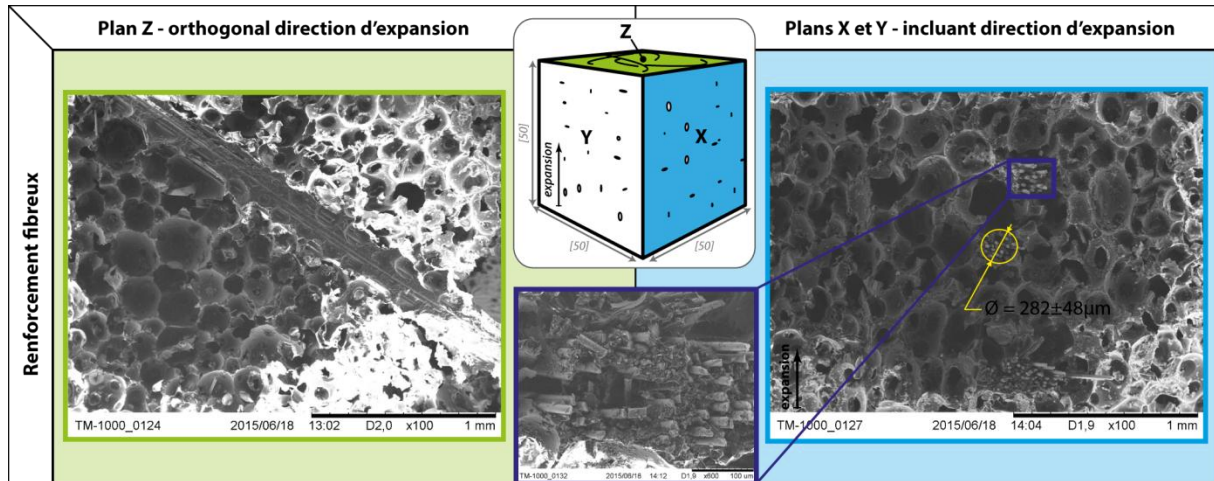 Plan Z - orthogonal direction d'expansion
Plans X et Y - incluant direction d'expansion
Renforcement fibreux
Z
Y
X
expansion
[50]
[50]
[50]
Ø = 282±48µm
expansion
TM-1000_0124 2015/06/18 13:02 D2,0 x100 1 mm
TM-1000_0132 2015/06/18 14:12 D1,9 x600 100 µm
TM-1000_0127 2015/06/18 14:04 D1,9 x100 1 mm